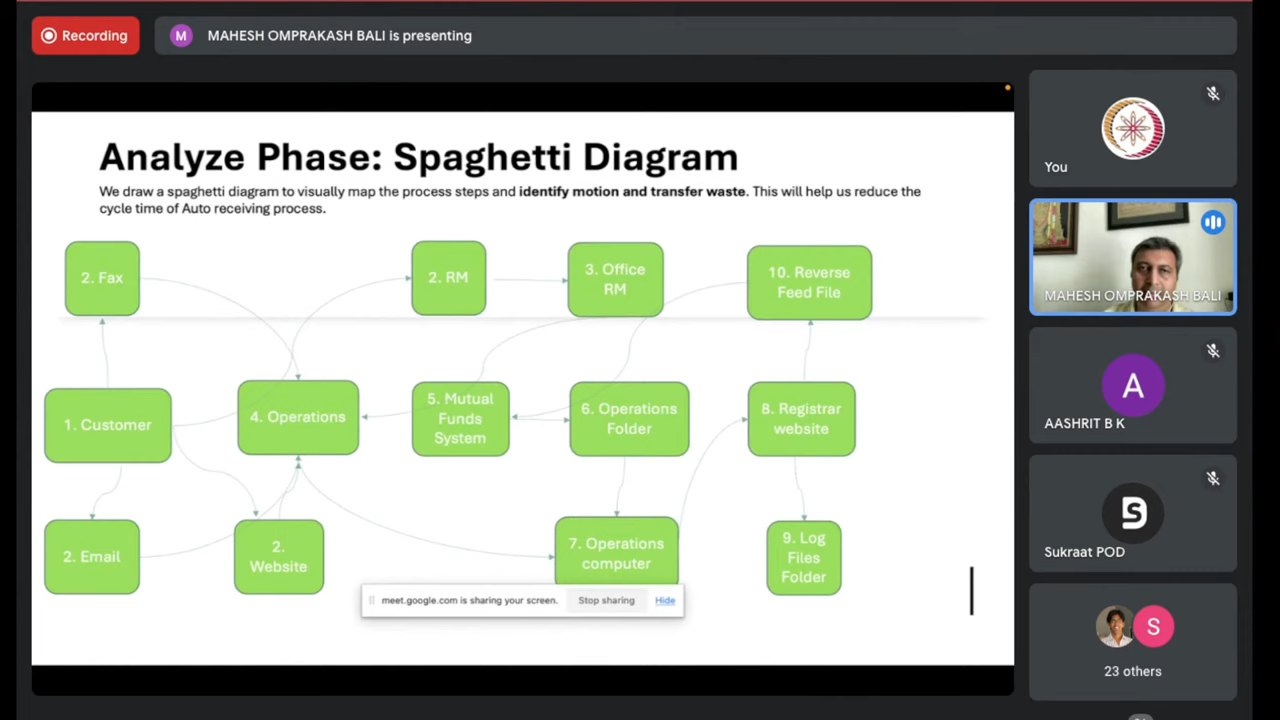 Recording
M
MAHESH OMPRAKASH BALI is presenting
Analyze Phase: Spaghetti Diagram
We draw a spaghetti diagram to visually map the process steps and identify motion and transfer waste. This will help us reduce the
cycle time of Auto receiving process.
2. Fax
2. RM
3. Office
RM
10. Reverse
Feed File
1. Customer
4. Operations
5. Mutual
Funds
System
6. Operations
Folder
8. Registrar
website
2. Email
2.
Website
7. Operations
computer
9. Log
Files
Folder
meet.google.com is sharing your screen.
Stop sharing
Hide
You
MAHESH OMPRAKASH BALI
A
AASHRIT B K
S
Sukraat POD
S
23 others